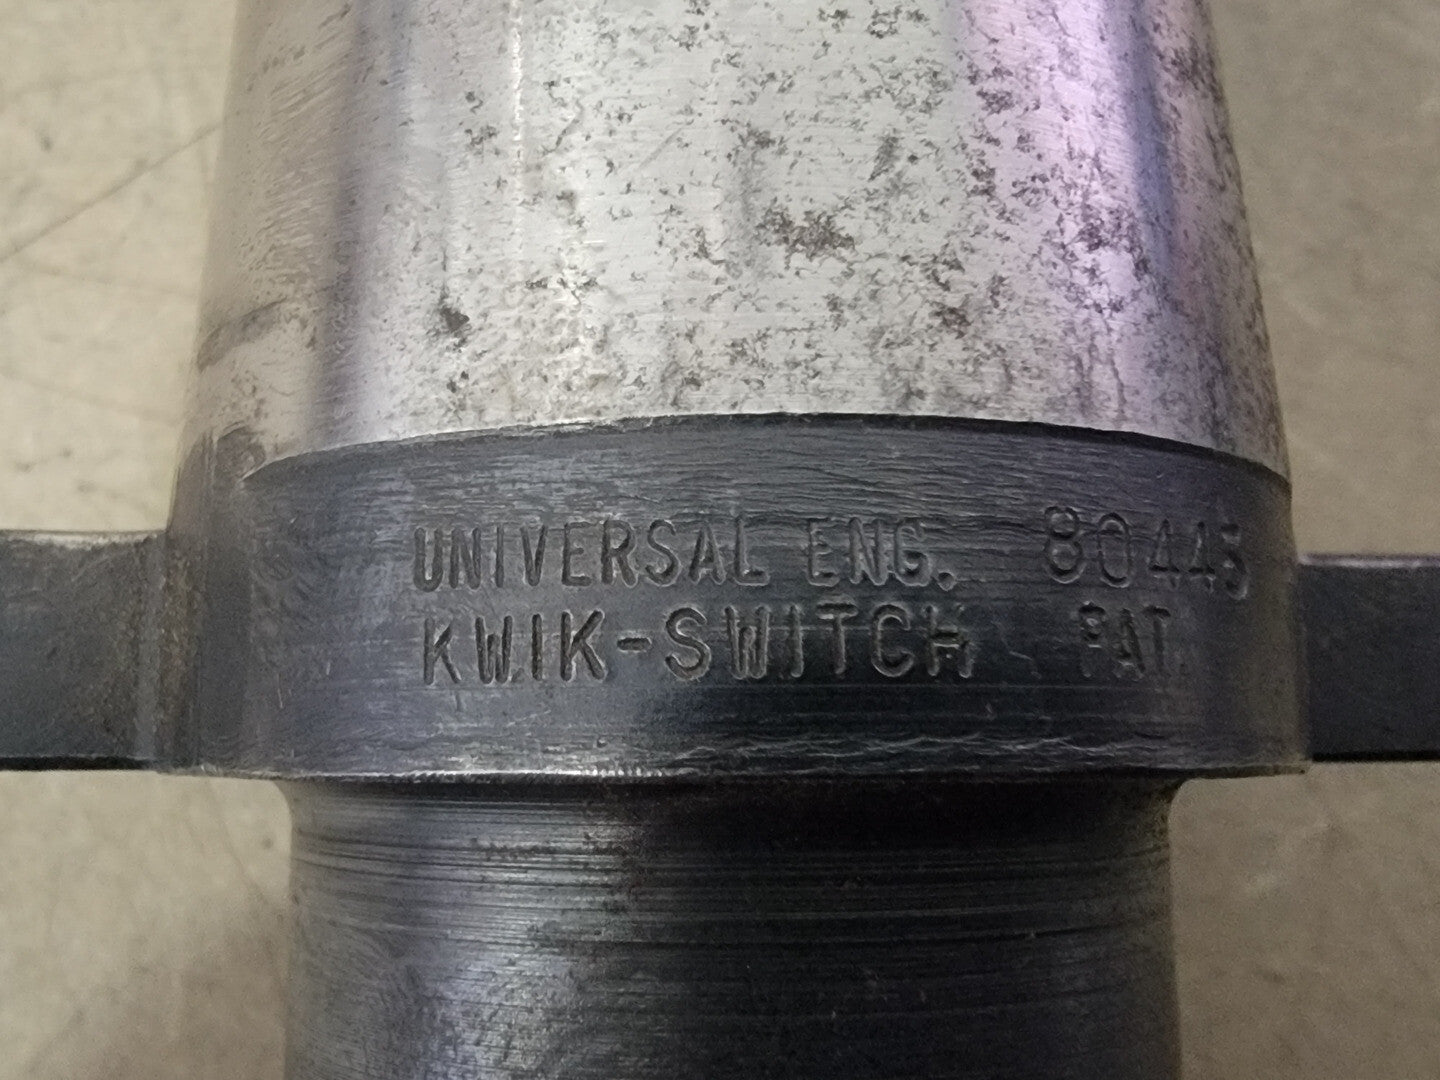 UNIVERSAL ENG. 80445
KWIK-SWITCH PAT.